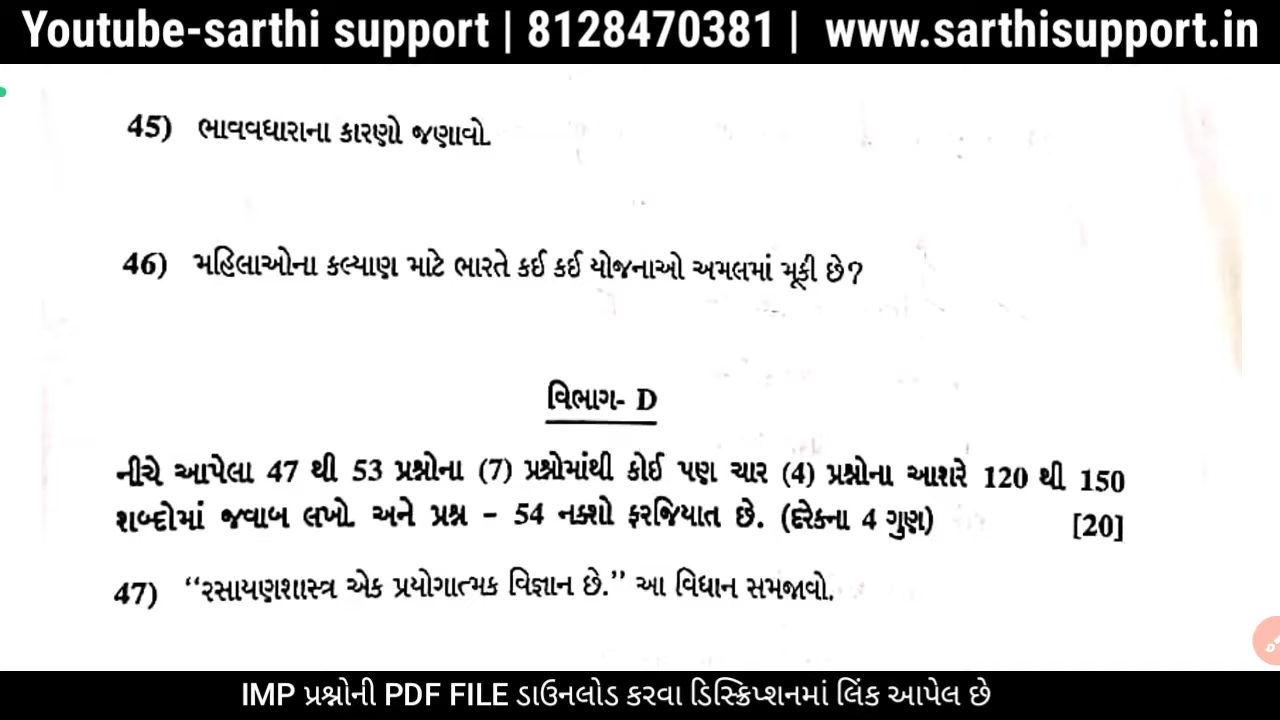 Youtube-sarthi support | 8128470381 | www.sarthisupport.in
45) ભાવવધારાના કારણો જણાવો.
46) મહિલાઓના કલ્યાણ માટે ભારતે કઈ કઈ યોજનાઓ અમલમાં મૂકી છે?
વિભાગ- D
નીચે આપેલા 47 થી 53 પ્રશ્નોના (7) પ્રશ્નોમાંથી કોઈ પણ ચાર (4) પ્રશ્નોના આશરે 120 થી 150
શબ્દોમાં જવાબ લખો. અને પ્રશ્ન – 54 નકશો ફરજિયાત છે. (દરેકના 4 ગુણ) [20]
47) “રસાયણશાસ્ત્ર એક પ્રયોગાત્મક વિજ્ઞાન છે.” આ વિધાન સમજાવો.
IMP પ્રશ્નોની PDF FILE ડાઉનલોડ કરવા ડિસ્ક્રિપ્શનમાં લિંક આપેલ છે